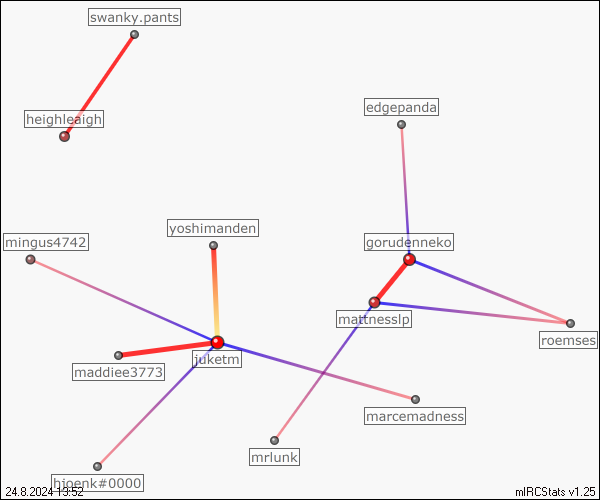 swanky.pants
heighleaigh
edgepanda
yoshimanden
mingus4742
gorudenneko
mattnesslp
roemses
juketm
maddiee3773
marcemadness
mrlunk
hjoenk#0000
24.8.2024 19:52
mIRCStats v1.25